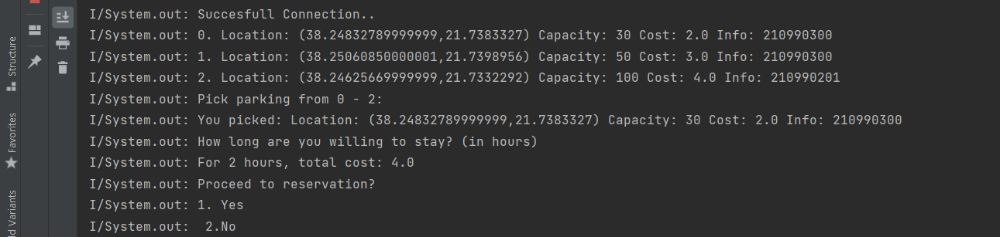 I/System.out: Succesfull Connection..
I/System.out: 0. Location: (38.24832789999999,21.7383327) Capacity: 30 Cost: 2.0 Info: 210990300
I/System.out: 1. Location: (38.25060850000001,21.7398956) Capacity: 50 Cost: 3.0 Info: 210990300
I/System.out: 2. Location: (38.24625669999999,21.7332292) Capacity: 100 Cost: 4.0 Info: 210990201
I/System.out: Pick parking from 0 - 2:
I/System.out: You picked: Location: (38.24832789999999,21.7383327) Capacity: 30 Cost: 2.0 Info: 210990300
I/System.out: How long are you willing to stay? (in hours)
I/System.out: For 2 hours, total cost: 4.0
I/System.out: Proceed to reservation?
I/System.out: 1. Yes
I/System.out:  2.No
Structure
Favorites
Variants